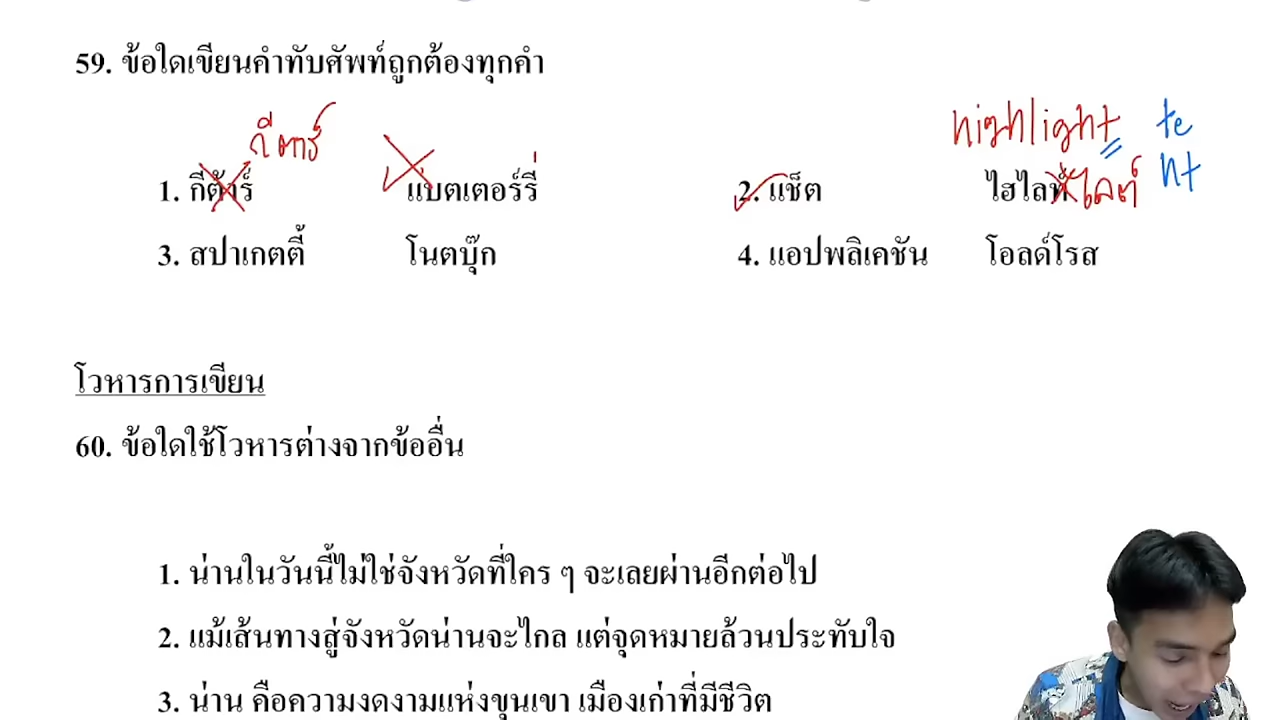 59. ข้อใดเขียนคำทับศัพท์ถูกต้องทุกคำ
กีตาร์
highlight te
nt
1. กีต้าร์ แบตเตอร์รี่ 2. แช็ต ไฮไลท์ ไลต์
3. สปาเกตตี้ โนตบุ๊ก 4. แอปพลิเคชัน โอลด์โรส
โวหารการเขียน
60. ข้อใดใช้โวหารต่างจากข้ออื่น
1. น่านในวันนี้ไม่ใช่จังหวัดที่ใคร ๆ จะเลยผ่านอีกต่อไป
2. แม้เส้นทางสู่จังหวัดน่านจะไกล แต่จุดหมายล้วนประทับใจ
3. น่าน คือความงดงามแห่งขุนเขา เมืองเก่าที่มีชีวิต